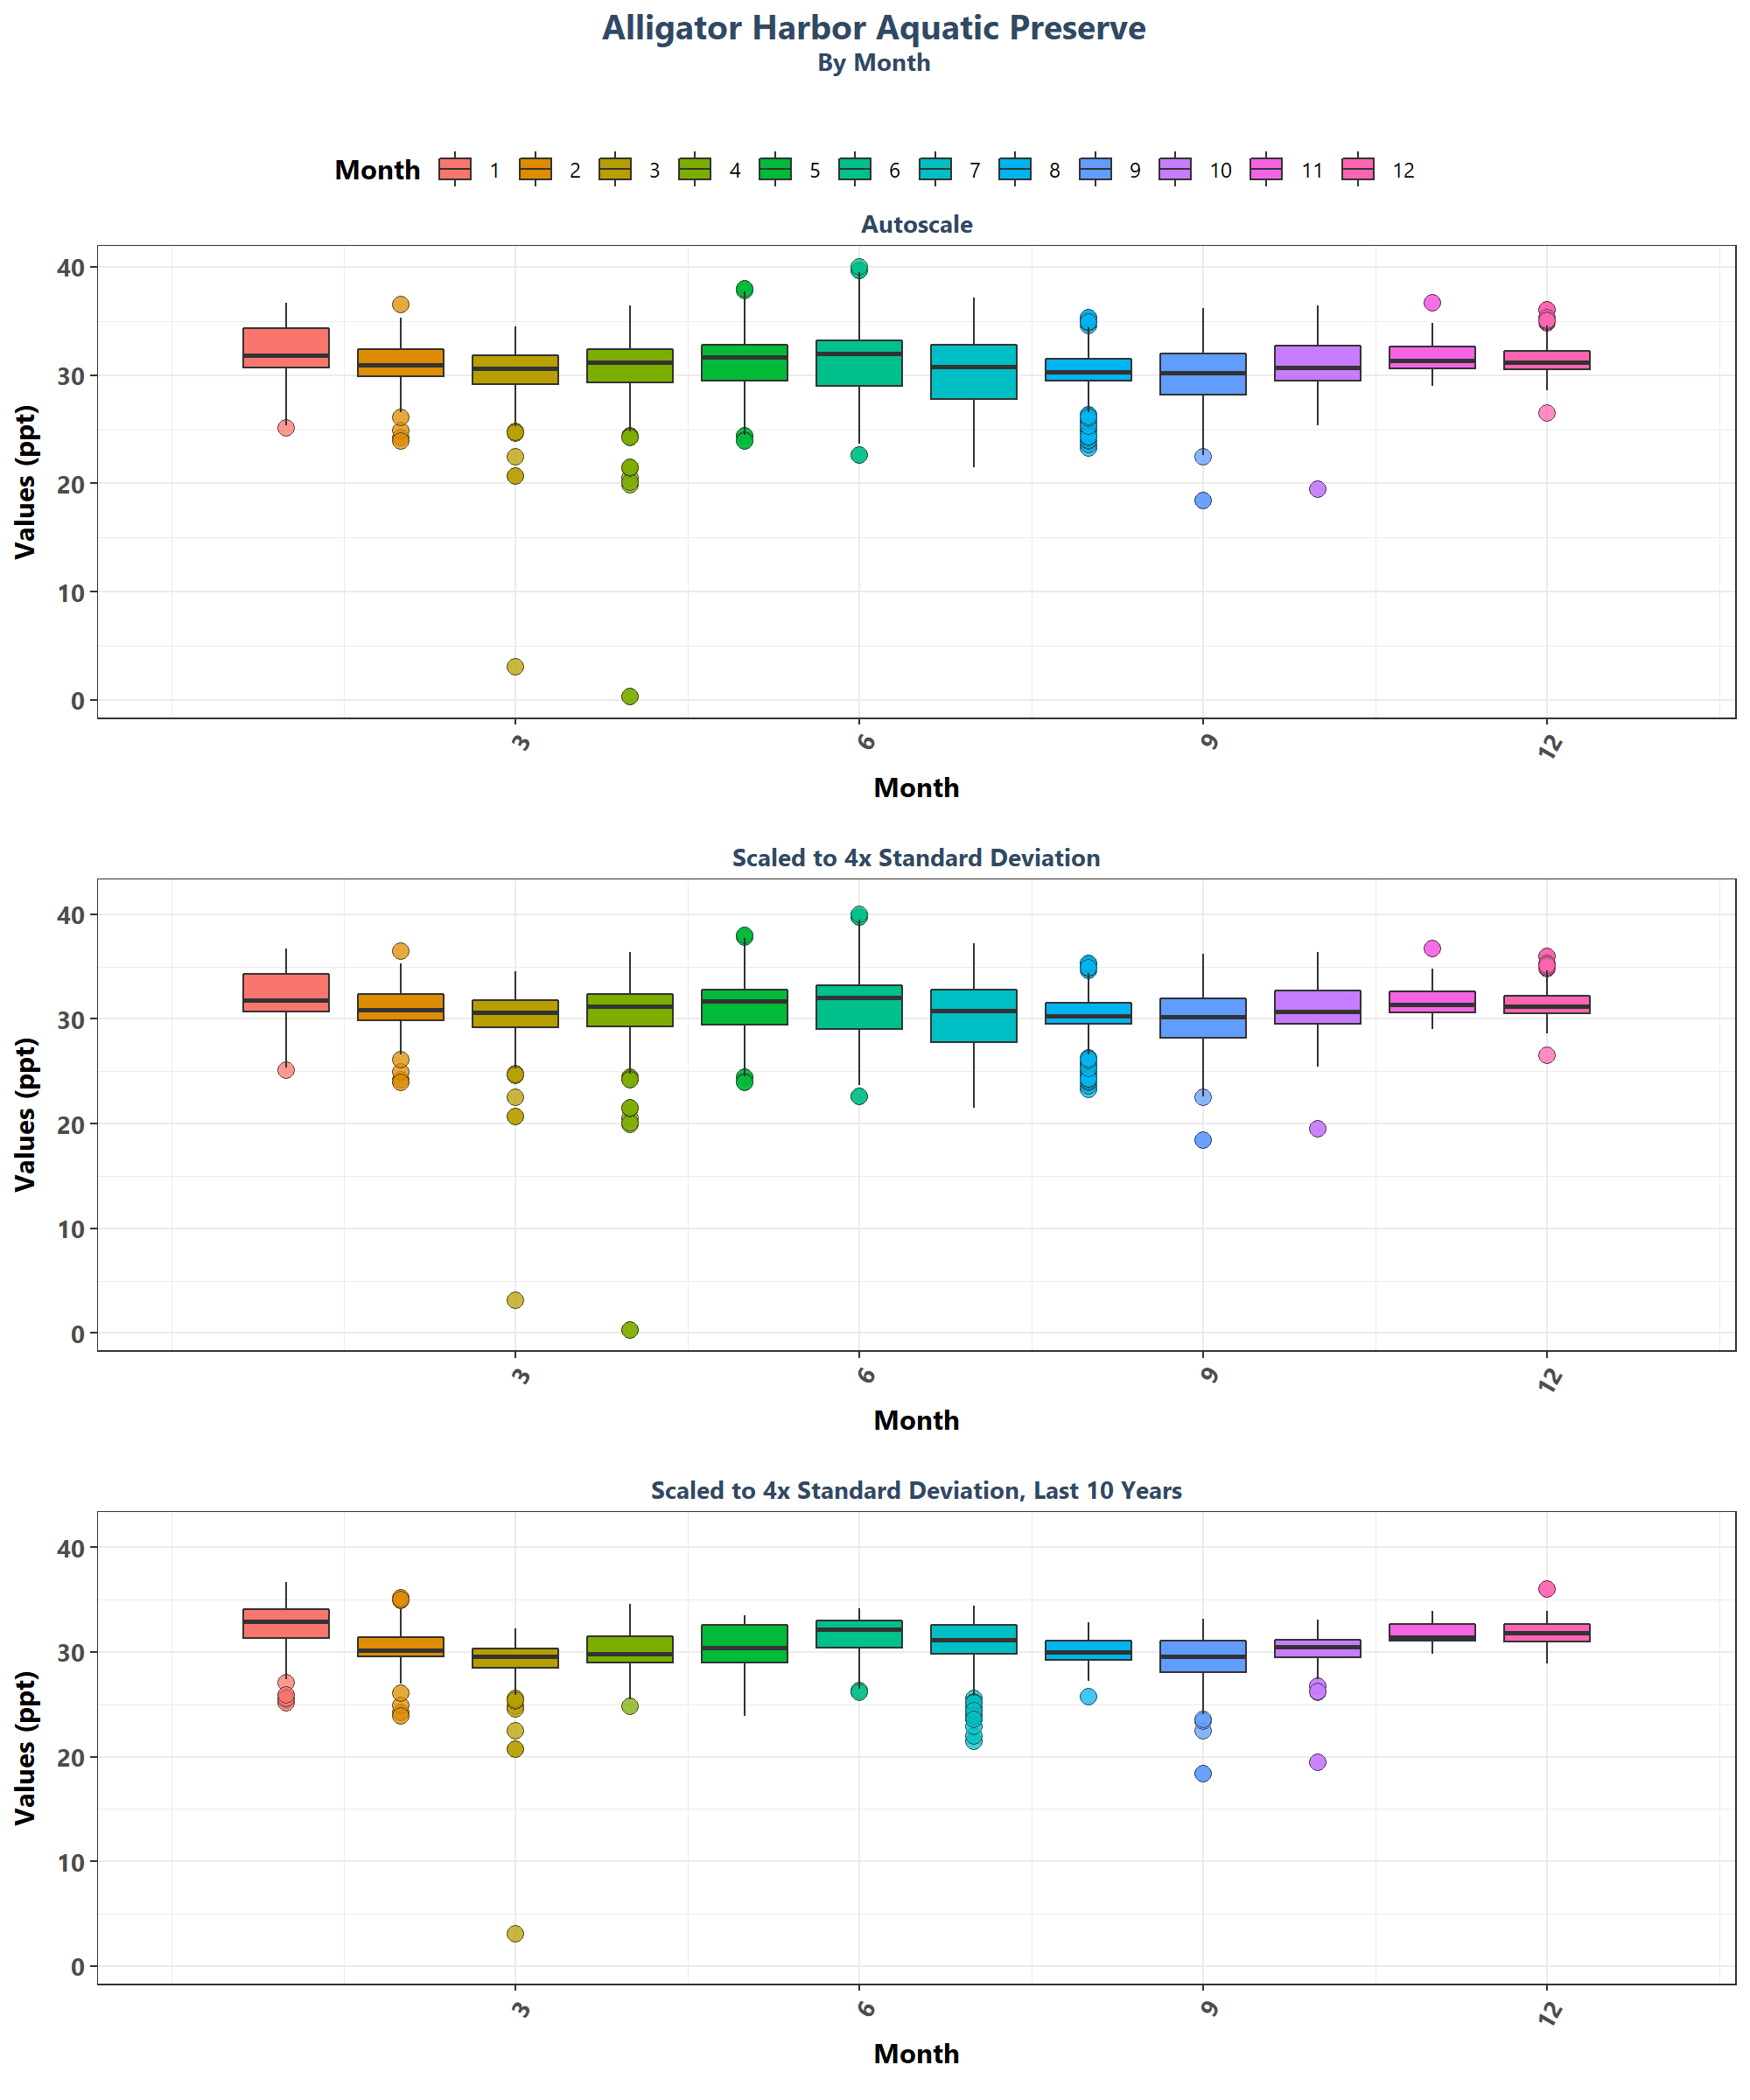 Alligator Harbor Aquatic Preserve
By Month
Month 1 2 3 4 5 6 7 8 9 10 11 12
Autoscale
Values (ppt)
40
30
20
10
0
3 6 9 12
Month
Scaled to 4x Standard Deviation
Values (ppt)
40
30
20
10
0
3 6 9 12
Month
Scaled to 4x Standard Deviation, Last 10 Years
Values (ppt)
40
30
20
10
0
3 6 9 12
Month